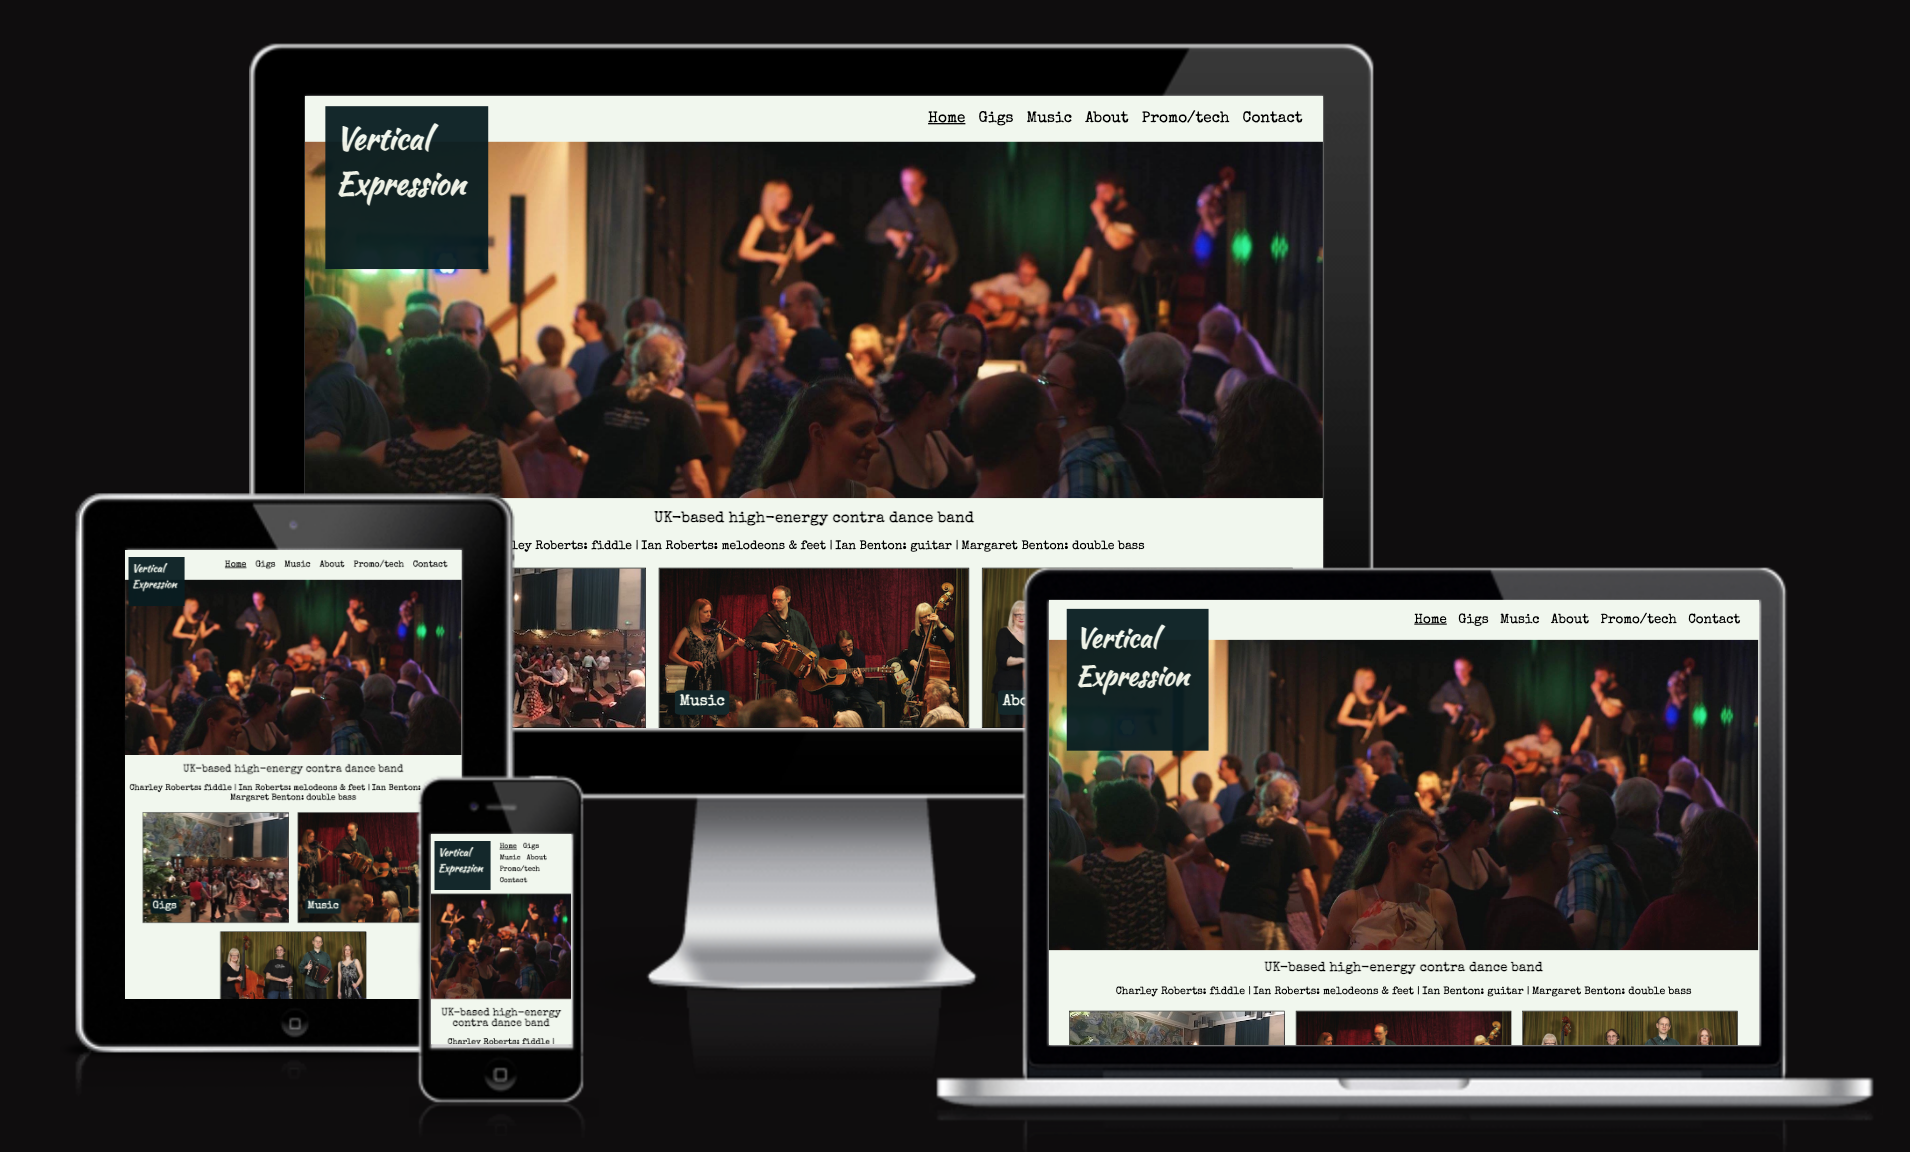 Vertical
Expression
Home Gigs Music About Promo/tech Contact
UK-based high-energy contra dance band
ley Roberts: fiddle | Ian Roberts: melodeons & feet | Ian Benton: guitar | Margaret Benton: double bass
Music
Abo
Vertical
Expression
Home Gigs Music About Promo/tech Contact
UK-based high-energy contra dance band
Charley Roberts: fiddle | Ian Roberts: melodeons & feet | Ian Benton:
Margaret Benton: double bass
Gigs
Music
Vertical
Expression
Home Gigs
Music About
Promo/tech
Contact
UK-based high-energy
contra dance band
Charley Roberts: fiddle |
Vertical
Expression
Home Gigs Music About Promo/tech Contact
UK-based high-energy contra dance band
Charley Roberts: fiddle | Ian Roberts: melodeons & feet | Ian Benton: guitar | Margaret Benton: double bass